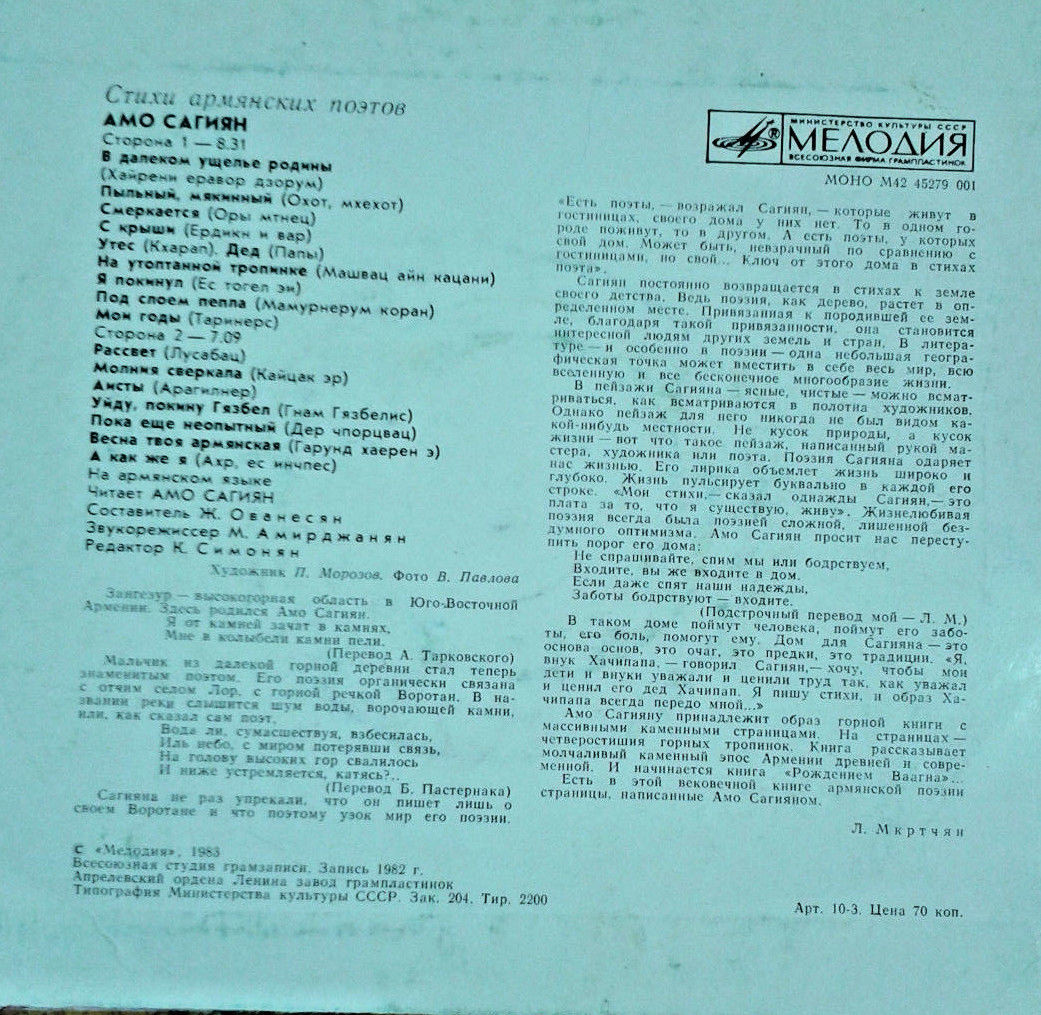 Стихи армянских поэтов
АМО САГИЯН
Сторона 1 — 8.31
В далеком ущелье родины
(Хайрени еравор дзорум)
Пыльный, мякинный (Охот, мхехот)
Смеркается (Оры мтнец)
С крыши (Ердикн и вар)
Утес (Кхарап). Дед (Папы)
На утоптанной тропинке (Машвац айн кацани)
Я покинул (Ес тогел эи)
Под слоем пепла (Мамурнерум коран)
Мои годы (Таринерс)
Сторона 2 — 7.09
Рассвет (Лусабац)
Молния сверкала (Кайцак эр)
Аисты (Арагилнер)
Уйду, покину Гязбел (Гнам Гязбелис)
Пока еще неопытный (Дер чпорцвац)
Весна твоя армянская (Гарунд хаерен э)
А как же я (Ахр, ес инчпес)
На армянском языке
Читает АМО САГИЯН
Составитель Ж. Ованесян
Звукорежиссер М. Амирджанян
Редактор К. Симонян
Художник П. Морозов. Фото В. Павлова
Зангезур — высокогорная область в Юго-Восточной
Армении. Здесь родился Амо Сагиян.
Я от камней зачат в камнях,
Мне в колыбели камни пели.
(Перевод А. Тарковского)
Мальчик из далекой горной деревни стал теперь
знаменитым поэтом. Его поэзия органически связана
с отчим селом Лор, с горной речкой Воротан. В на-
звании реки слышится шум воды, ворочающей камни,
или, как сказал сам поэт,
Вода ли, сумасшествуя, взбесилась,
Иль небо, с миром потерявши связь,
На голову высоких гор свалилось
И ниже устремляется, катясь?..
(Перевод Б. Пастернака)
Сагияна не раз упрекали, что он пишет лишь о
своем Воротане и что поэтому узок мир его поэзии.
С «Мелодия», 1983
Всесоюзная студия грамзаписи. Запись 1982 г.
Апрелевский ордена Ленина завод грампластинок
Типография Министерства культуры СССР. Зак. 204. Тир. 2200
МИНИСТЕРСТВО КУЛЬТУРЫ СССР
МЕЛОДИЯ
ВСЕСОЮЗНАЯ ФИРМА ГРАМПЛАСТИНОК
®
МОНО М42 45279 001
«Есть поэты, — возражал Сагиян, — которые живут в
гостиницах, своего дома у них нет. То в одном го-
роде поживут, то в другом. А есть поэты, у которых
свой дом. Может быть, невзрачный по сравнению с
гостиницами, но свой... Ключ от этого дома в стихах
поэта».
Сагиян постоянно возвращается в стихах к земле
своего детства. Ведь поэзия, как дерево, растет в оп-
ределенном месте. Привязанная к породившей ее зем-
ле, благодаря такой привязанности, она становится
интересной людям других земель и стран. В литера-
туре — и особенно в поэзии — одна небольшая геогра-
фическая точка может вместить в себе весь мир, всю
вселенную и все бесконечное многообразие жизни.
В пейзажи Сагияна — ясные, чистые — можно всмат-
риваться, как всматриваются в полотна художников.
Однако пейзаж для него никогда не был видом ка-
кой-нибудь местности. Не кусок природы, а кусок
жизни — вот что такое пейзаж, написанный рукой ма-
стера, художника или поэта. Поэзия Сагияна одаряет
нас жизнью. Его лирика объемлет жизнь широко и
глубоко. Жизнь пульсирует буквально в каждой его
строке. «Мои стихи, — сказал однажды Сагиян, — это
плата за то, что я существую, живу». Жизнелюбивая
поэзия всегда была поэзией сложной, лишенной без-
думного оптимизма. Амо Сагиян просит нас пересту-
пить порог его дома:
Не спрашивайте, спим мы или бодрствуем,
Входите, вы же входите в дом.
Если даже спят наши надежды,
Заботы бодрствуют — входите.
(Подстрочный перевод мой — Л. М.)
В таком доме поймут человека, поймут его забо-
ты, его боль, помогут ему. Дом для Сагияна — это
основа основ, это очаг, это предки, это традиции. «Я,
внук Хачипапа, — говорил Сагиян, — хочу, чтобы мои
дети и внуки уважали и ценили труд так, как уважал
и ценил его дед Хачипап. Я пишу стихи, и образ Ха-
чипапа всегда передо мной...»
Амо Сагияну принадлежит образ горной книги с
массивными каменными страницами. На страницах —
четверостишия горных тропинок. Книга рассказывает
молчаливый каменный эпос Армении древней и совре-
менной. И начинается книга «Рождением Ваагна»...
Есть в этой вековечной книге армянской поэзии
страницы, написанные Амо Сагияном.
Л. Мкртчян
Арт. 10-3. Цена 70 коп.